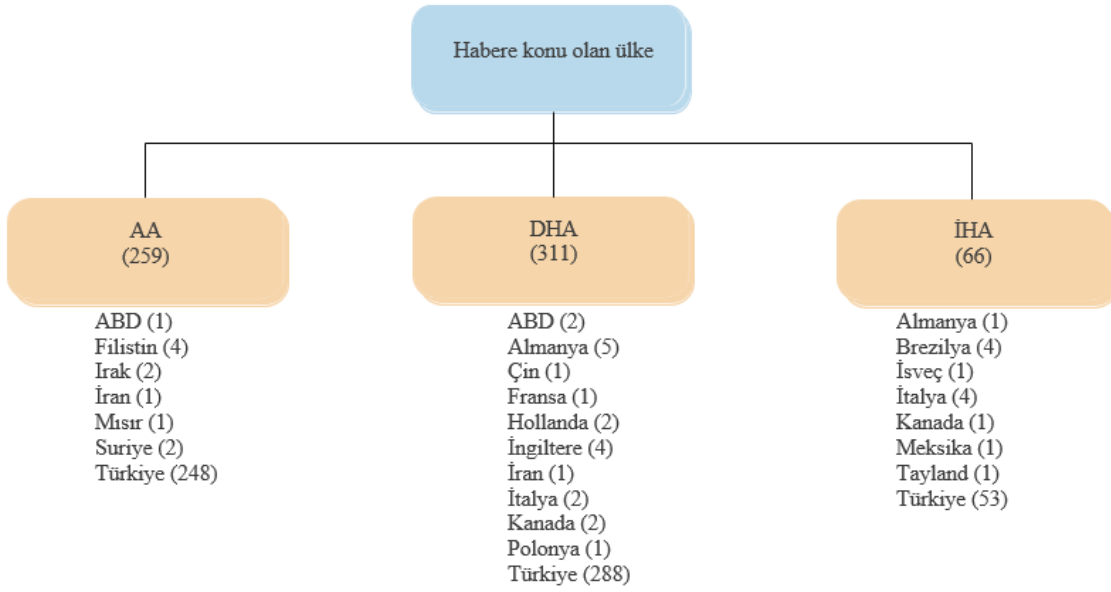 Habere konu olan ülke
AA
(259)
ABD (1)
Filistin (4)
Irak (2)
İran (1)
Mısır (1)
Suriye (2)
Türkiye (248)
DHA
(311)
ABD (2)
Almanya (5)
Çin (1)
Fransa (1)
Hollanda (2)
İngiltere (4)
İran (1)
İtalya (2)
Kanada (2)
Polonya (1)
Türkiye (288)
İHA
(66)
Almanya (1)
Brezilya (4)
İsveç (1)
İtalya (4)
Kanada (1)
Meksika (1)
Tayland (1)
Türkiye (53)